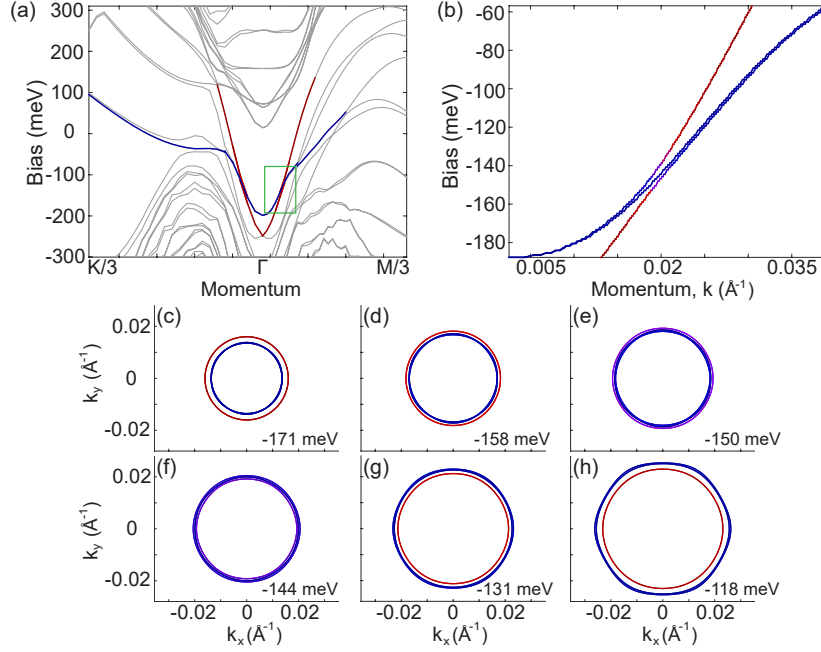 (a)
300
200
100
0
-100
-200
-300
Bias (meV)
K/3
Γ
M/3
Momentum
(b)
-60
-80
-100
-120
-140
-160
-180
Bias (meV)
0.005
0.02
0.035
Momentum, k (Å⁻¹)
(c)
0.02
0
-0.02
k_y (Å⁻¹)
-171 meV
(d)
-158 meV
(e)
-150 meV
(f)
0.02
0
-0.02
k_y (Å⁻¹)
-144 meV
-0.02
0
0.02
k_x (Å⁻¹)
(g)
-131 meV
-0.02
0
0.02
k_x (Å⁻¹)
(h)
-118 meV
-0.02
0
0.02
k_x (Å⁻¹)